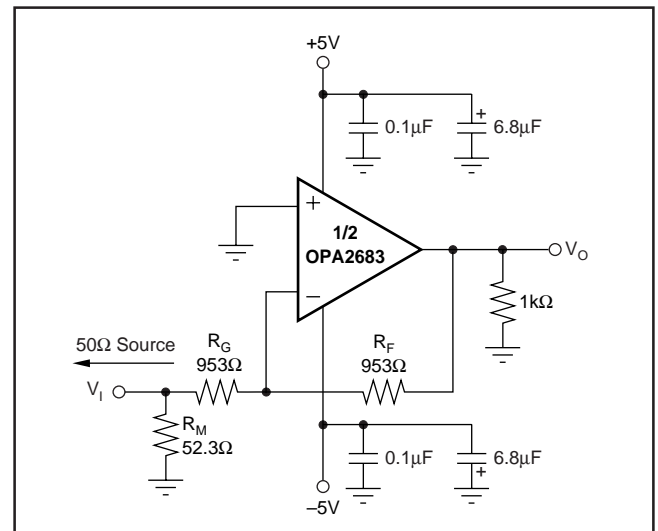 +5V
0.1μF
6.8μF
+
+
1/2
OPA2683
−
V_O
1kΩ
50Ω Source
R_G
953Ω
R_F
953Ω
V_I
R_M
52.3Ω
0.1μF
6.8μF
+
−5V